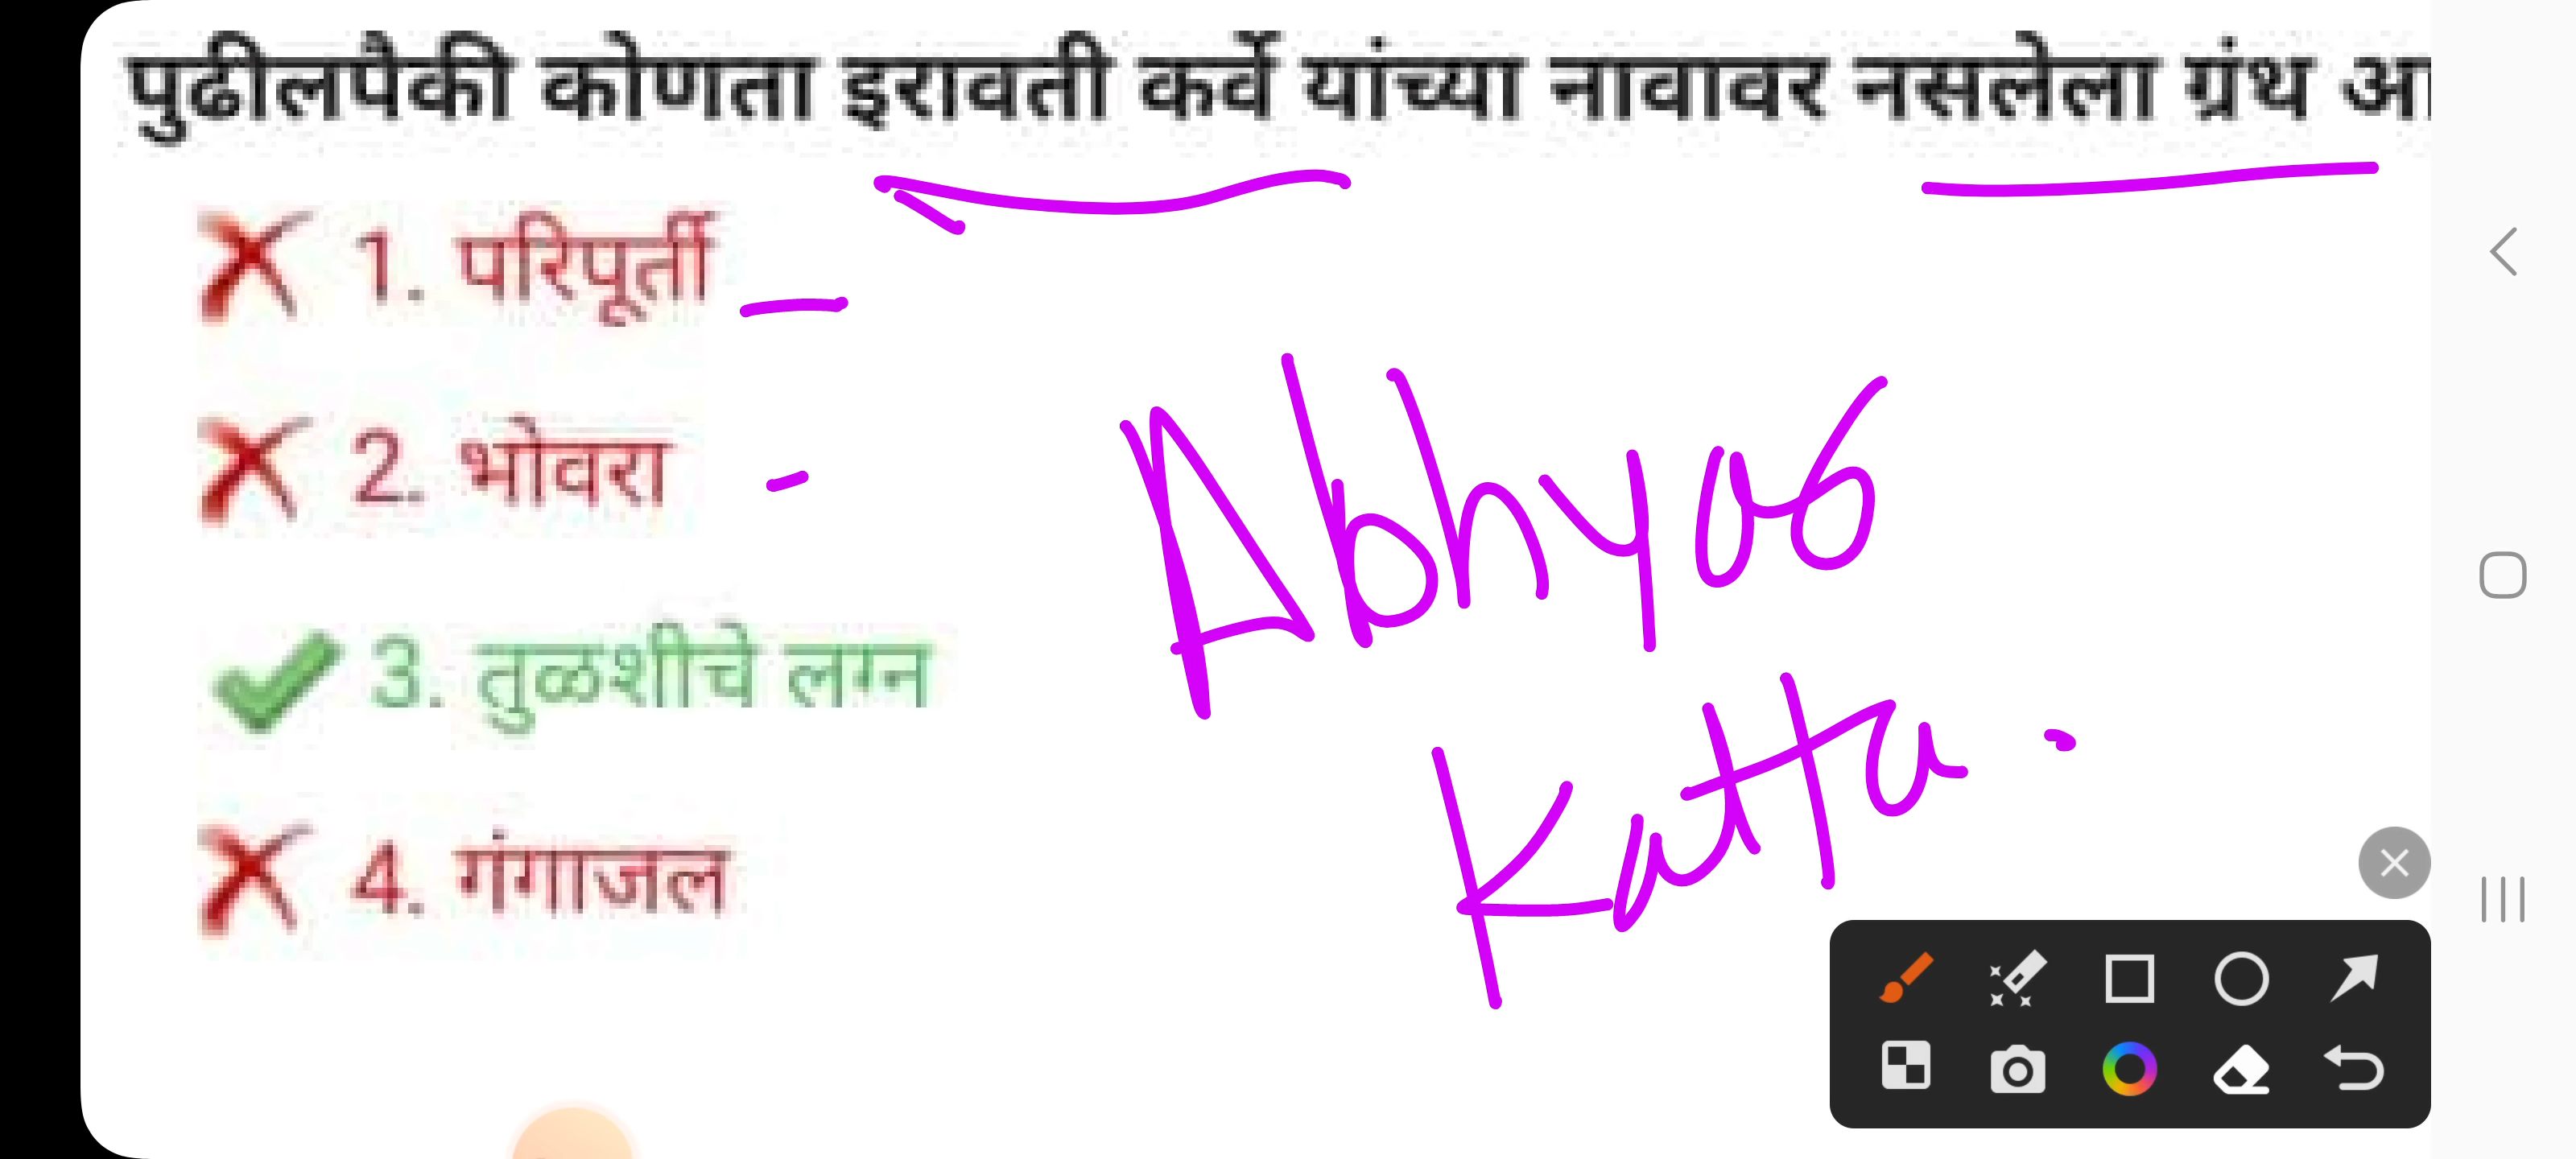 पुढीलपैकी कोणता इरावती कर्वे यांच्या नावावर नसलेला ग्रंथ
1. परिपूर्ती
2. भोवरा
3. तुळशीचे लग्न
4. गंगाजल
Abhyas
Katta.